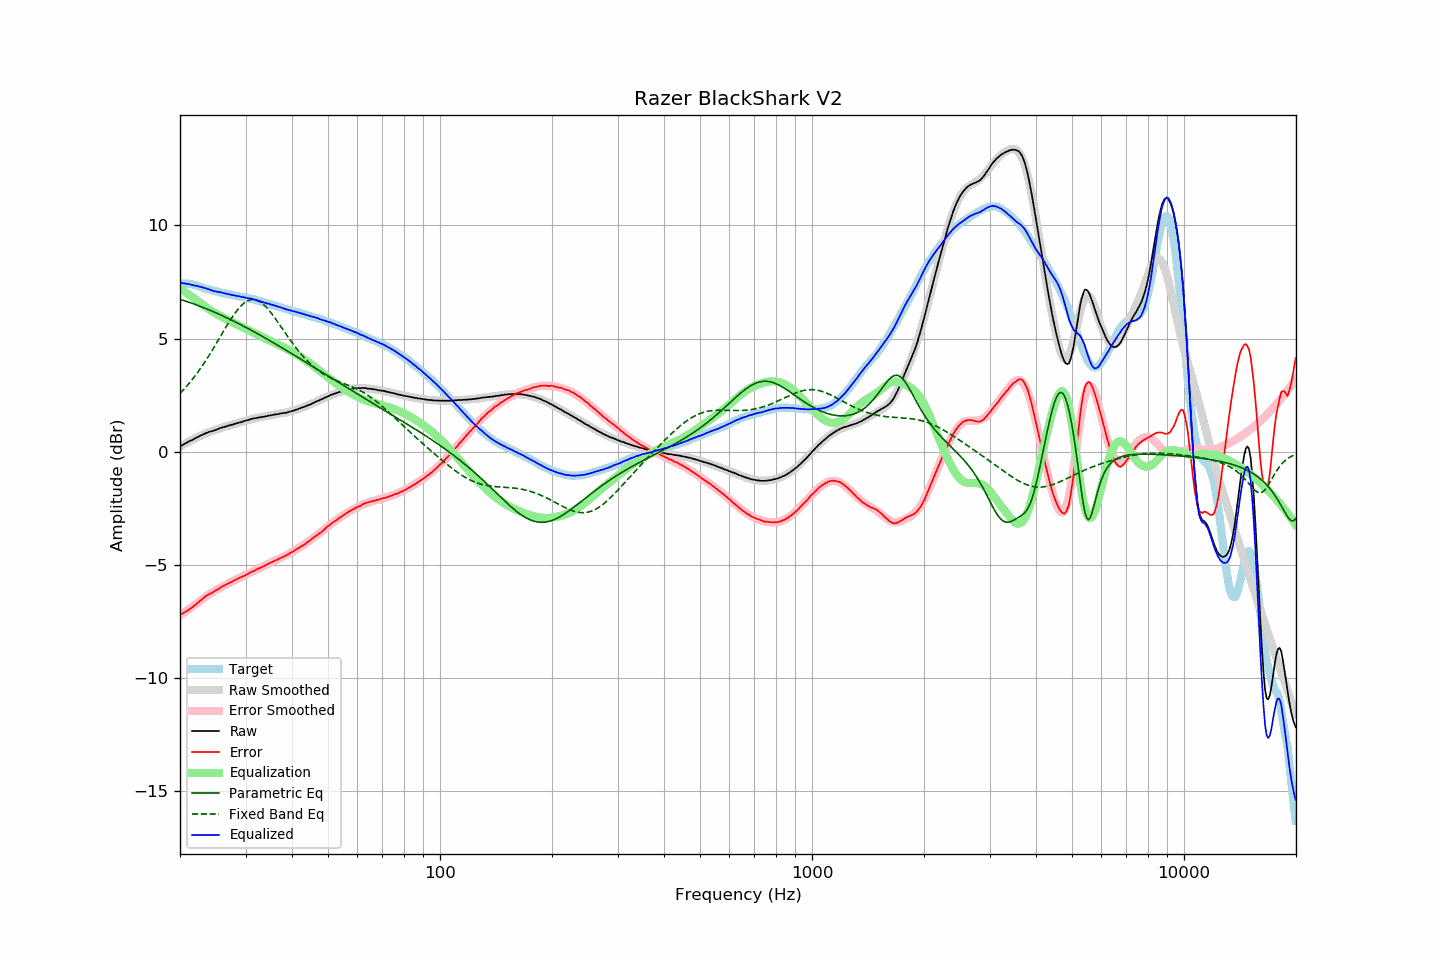 Razer BlackShark V2
Amplitude (dBr)
10
5
0
−5
−10
−15
Target
Raw Smoothed
Error Smoothed
Raw
Error
Equalization
Parametric Eq
Fixed Band Eq
Equalized
100
1000
10000
Frequency (Hz)